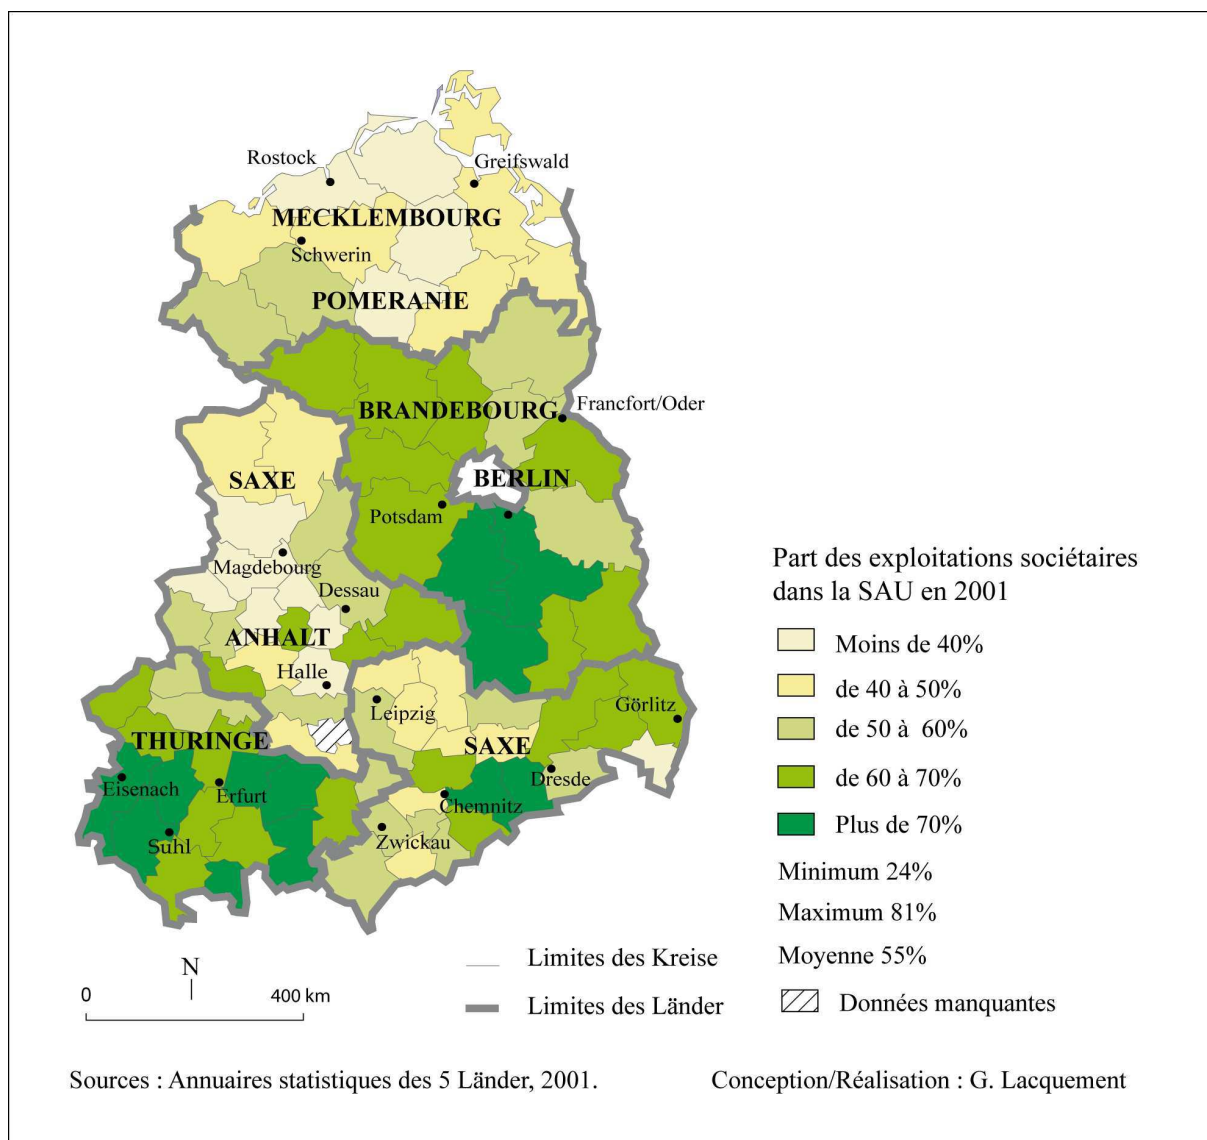 Rostock
Greifswald
MECKLEMBOURG
Schwerin
POMERANIE
BRANDEBOURG
Francfort/Oder
SAXE
BERLIN
Potsdam
Magdebourg
Dessau
ANHALT
Halle
Leipzig
Görlitz
THURINGE
SAXE
Dresde
Eisenach
Erfurt
Chemnitz
Suhl
Zwickau
Part des exploitations sociétaires
dans la SAU en 2001
Moins de 40%
de 40 à 50%
de 50 à 60%
de 60 à 70%
Plus de 70%
Minimum 24%
Maximum 81%
Moyenne 55%
Données manquantes
Limites des Kreise
Limites des Länder
N
0 400 km
Sources : Annuaires statistiques des 5 Länder, 2001.
Conception/Réalisation : G. Lacquement